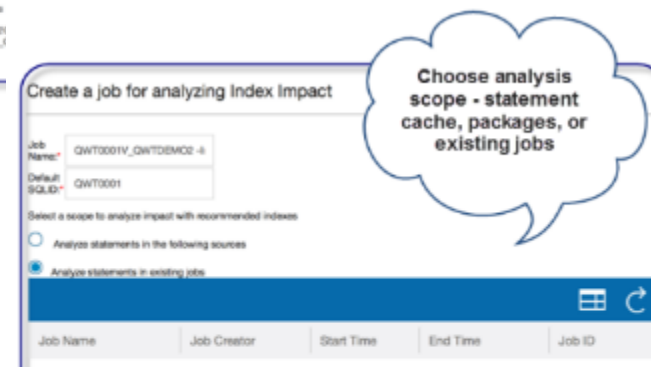 Create a job for analyzing Index Impact
Choose analysis
scope - statement
cache, packages, or
existing jobs
Job
Name:*
QWT0001V_QWTDEMO2 -
Default
SQLID:*
QWT0001
Select a scope to analyze impact with recommended indexes
Analyze statements in the following sources
Analyze statements in existing jobs
Job Name
Job Creator
Start Time
End Time
Job ID